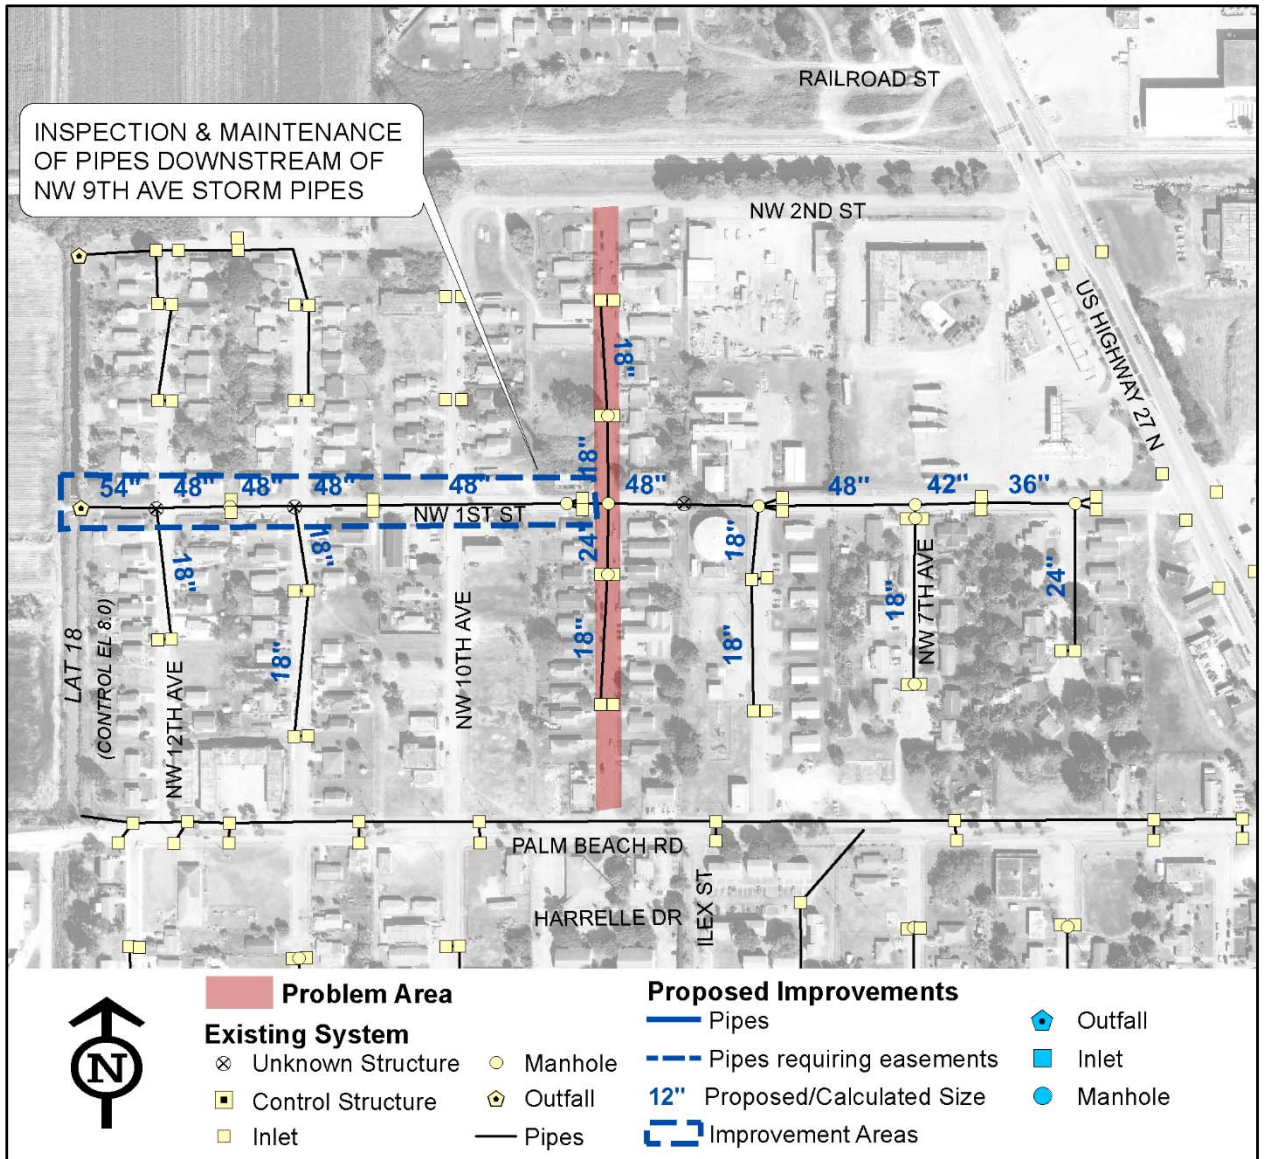 RAILROAD ST
INSPECTION & MAINTENANCE
OF PIPES DOWNSTREAM OF
NW 9TH AVE STORM PIPES
NW 2ND ST
US HIGHWAY 27 N
18"
18"
54"
48"
48"
48"
48"
48"
48"
42"
36"
NW 1ST ST
24"
18"
18"
18"
18"
NW 7TH AVE
24"
18"
18"
18"
18"
LAT 18
(CONTROL EL 8.0)
NW 12TH AVE
NW 10TH AVE
PALM BEACH RD
HARRELLE DR
ILEX ST
N
Problem Area
Existing System
Unknown Structure
Manhole
Control Structure
Outfall
Inlet
Pipes
Proposed Improvements
Pipes
Outfall
Pipes requiring easements
Inlet
12" Proposed/Calculated Size
Manhole
Improvement Areas